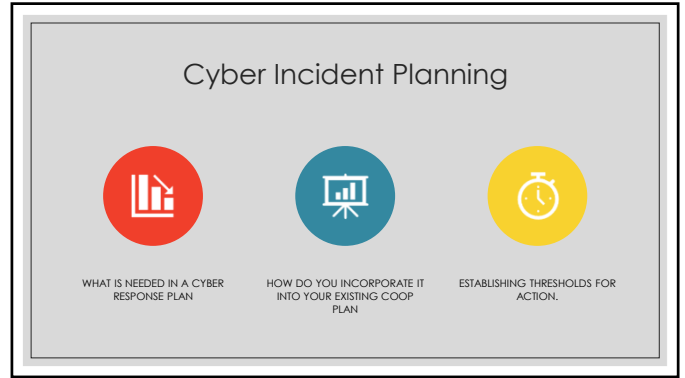 Cyber Incident Planning
WHAT IS NEEDED IN A CYBER
RESPONSE PLAN
HOW DO YOU INCORPORATE IT
INTO YOUR EXISTING COOP
PLAN
ESTABLISHING THRESHOLDS FOR
ACTION.